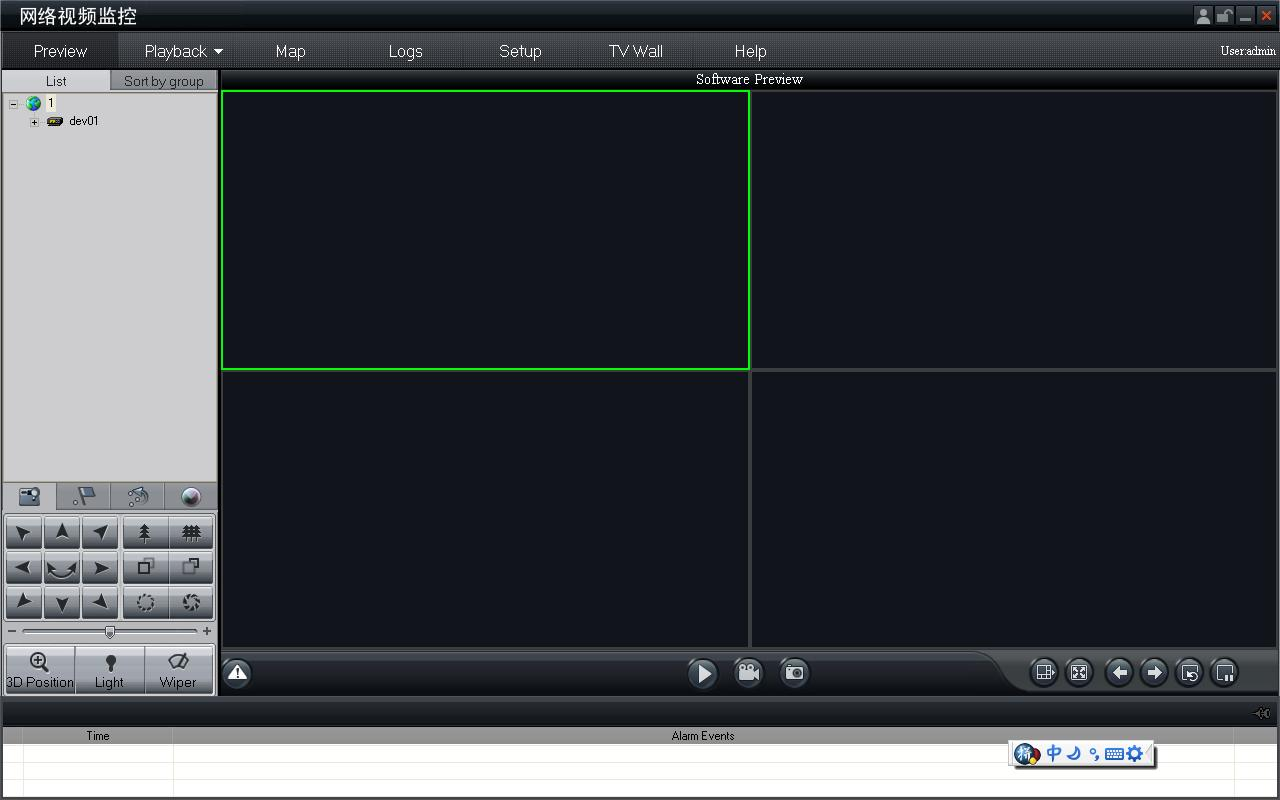 网络视频监控
Preview Playback Map Logs Setup TV Wall Help User:admin
List Sort by group Software Preview
1
dev01
3D Position Light Wiper
Time Alarm Events
中